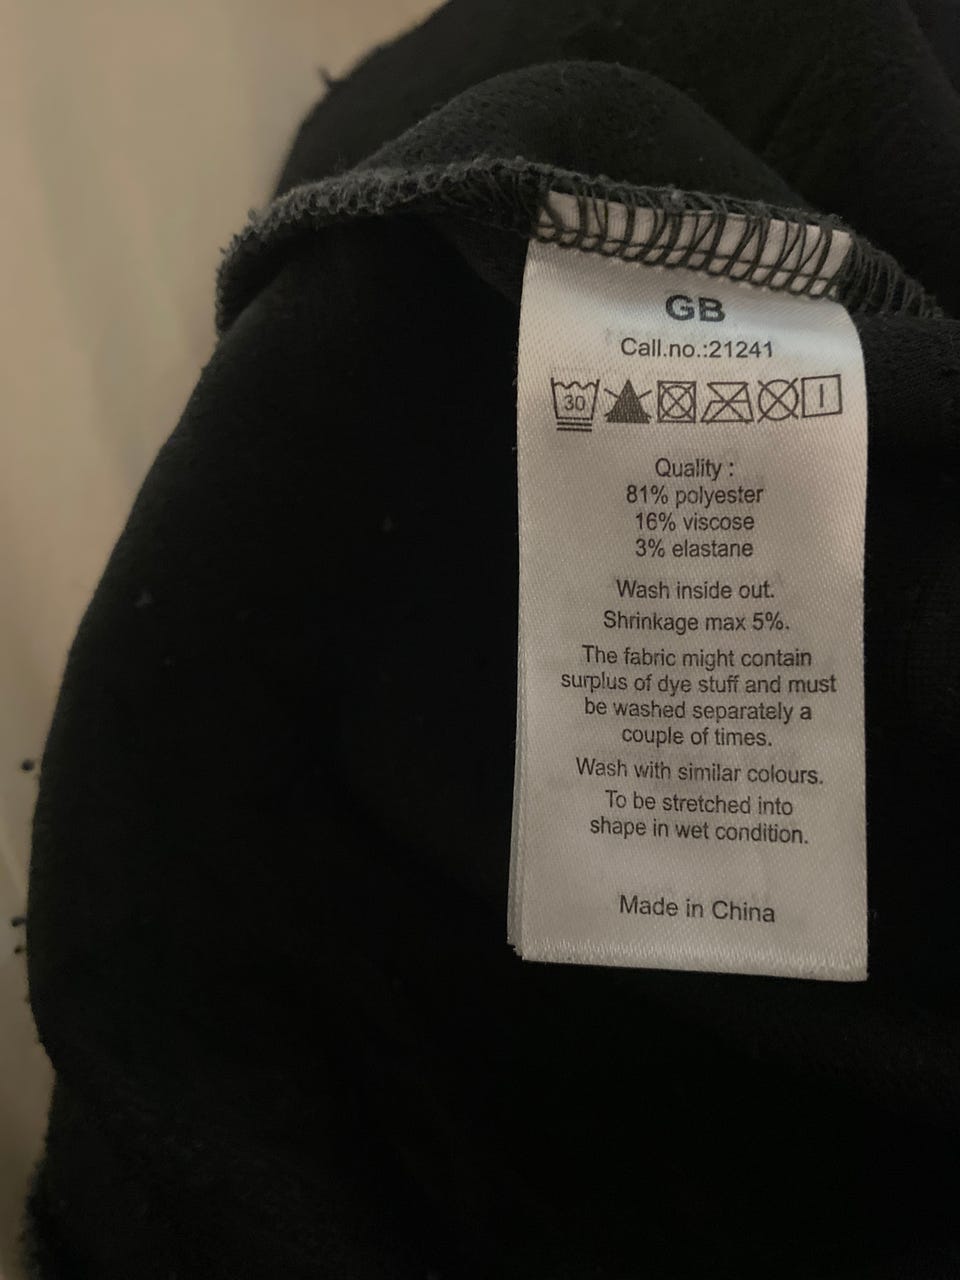 GB
Call.no.:21241
30
Quality :
81% polyester
16% viscose
3% elastane
Wash inside out.
Shrinkage max 5%.
The fabric might contain
surplus of dye stuff and must
be washed separately a
couple of times.
Wash with similar colours.
To be stretched into
shape in wet condition.
Made in China